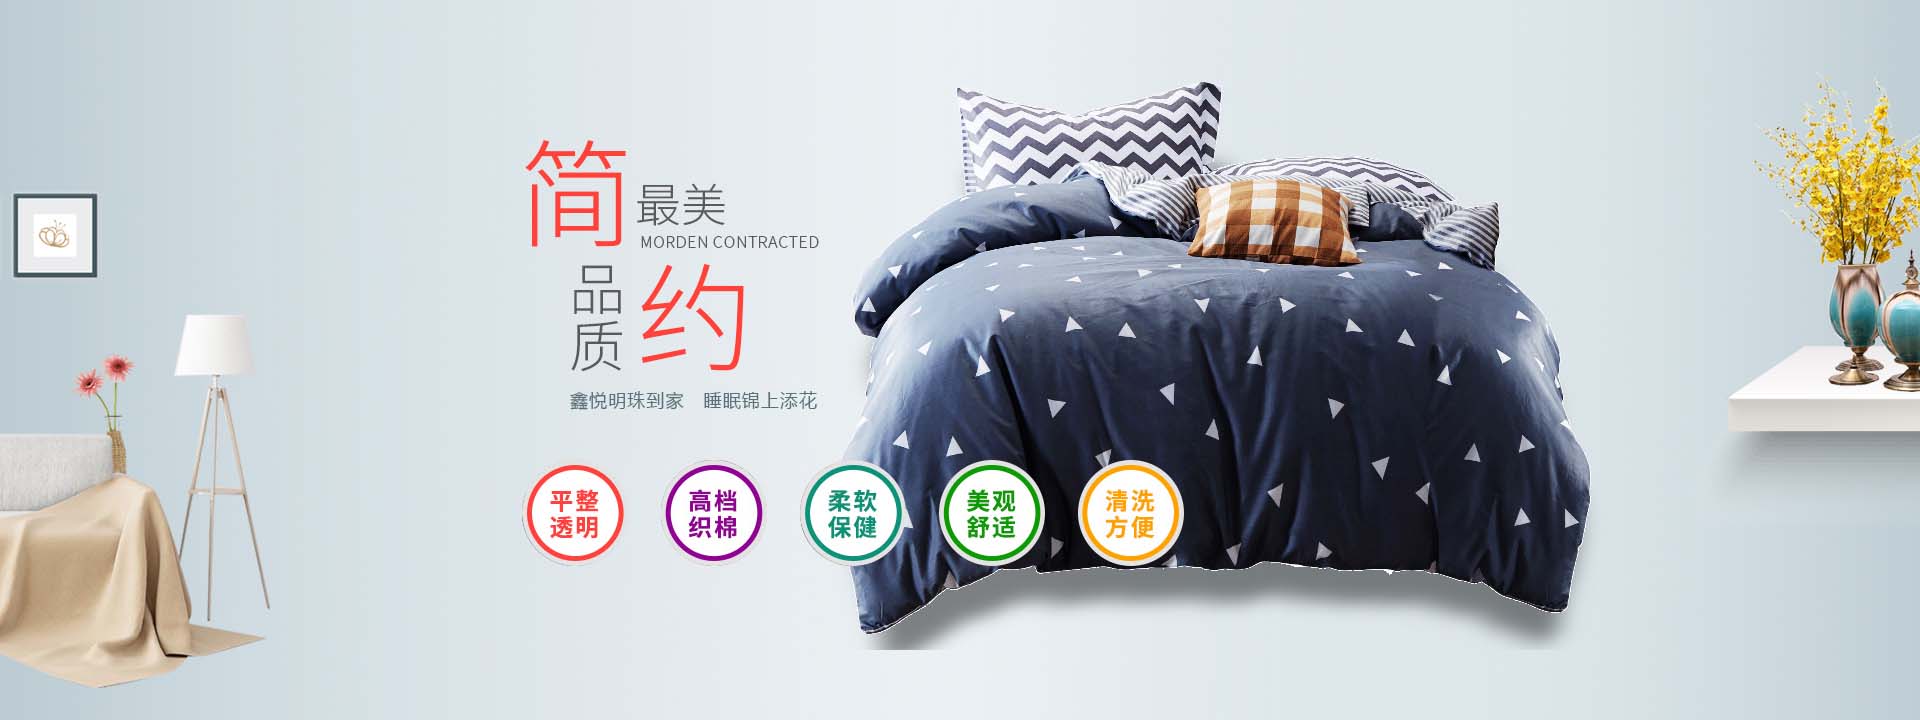 简
最美
MORDEN CONTRACTED
品质
约
鑫悦明珠到家 睡眠锦上添花
平整
透明
高档
织棉
柔软
保健
美观
舒适
清洗
方便